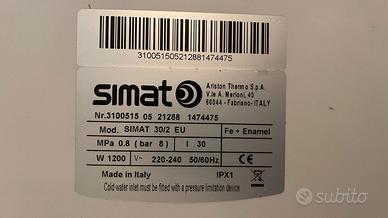 3100515052128814 74475
simat
Ariston Thermo S.p.A.
V.le A. Merloni, 45
60044 - Fabriano - ITALY
Nr.3100515 05 21288 1474475
Mod. SIMAT 30/2 EU
Fe + Enamel
MPa 0.8 (bar 8) l 30
W 1200 ~ 220-240 50/60Hz
Made in Italy IPX1
Cold water inlet must be fitted with a pressure limitation device
subito